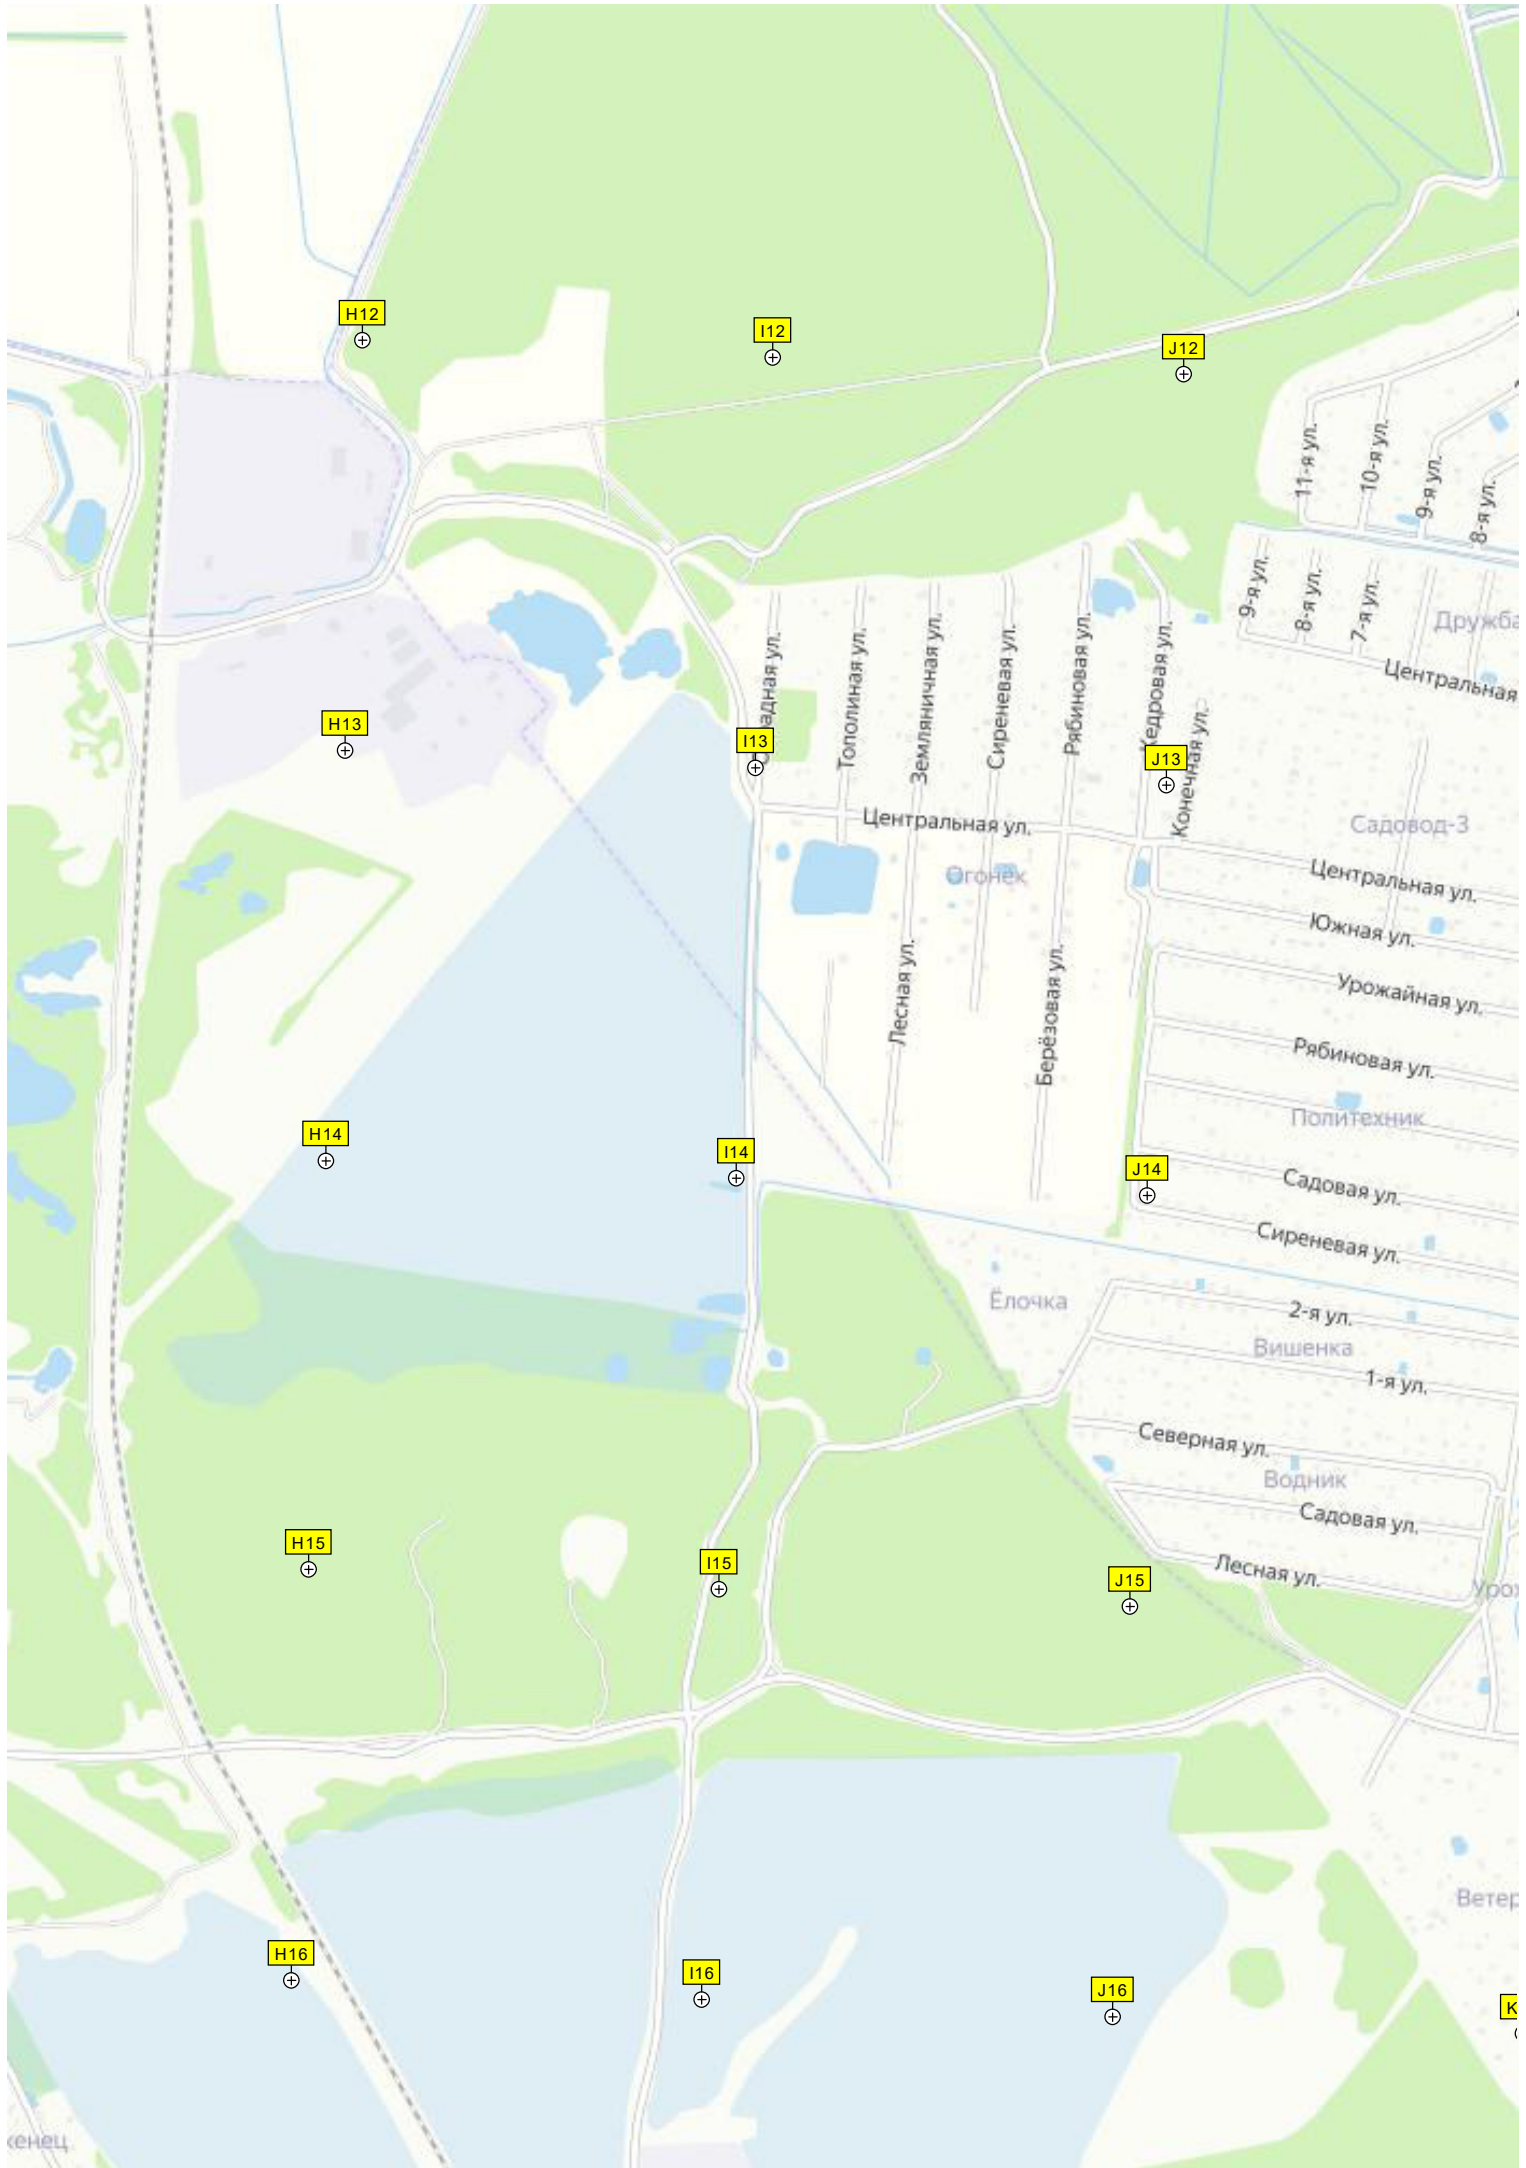 H12
I12
J12
11-я ул.
10-я ул.
9-я ул.
8-я ул.
9-я ул.
8-я ул.
7-я ул.
Дружба
Центральная
Тополиная ул.
Земляничная ул.
Сиреневая ул.
Рябиновая ул.
Кедровая ул.
Конечная ул.
H13
I13
J13
Центральная ул.
Садовод-3
Огонёк
Центральная ул.
Южная ул.
Лесная ул.
Берёзовая ул.
Урожайная ул.
Рябиновая ул.
Политехник
H14
I14
J14
Садовая ул.
Сиреневая ул.
Ёлочка
2-я ул.
Вишенка
1-я ул.
Северная ул.
Водник
Садовая ул.
H15
I15
J15
Лесная ул.
Ветер
H16
I16
J16
K